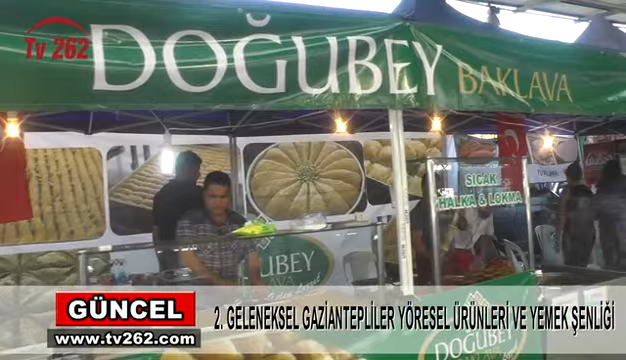 Tv 262
DOĞUBEY BAKLAVA
SICAK
HALKA & LOKMA
DOĞUBEY
GÜNCEL
www.tv262.com
2. GELENEKSEL GAZİANTEPLİLER YÖRESEL ÜRÜNLERİ VE YEMEK ŞENLİĞİ
DOĞUBEY